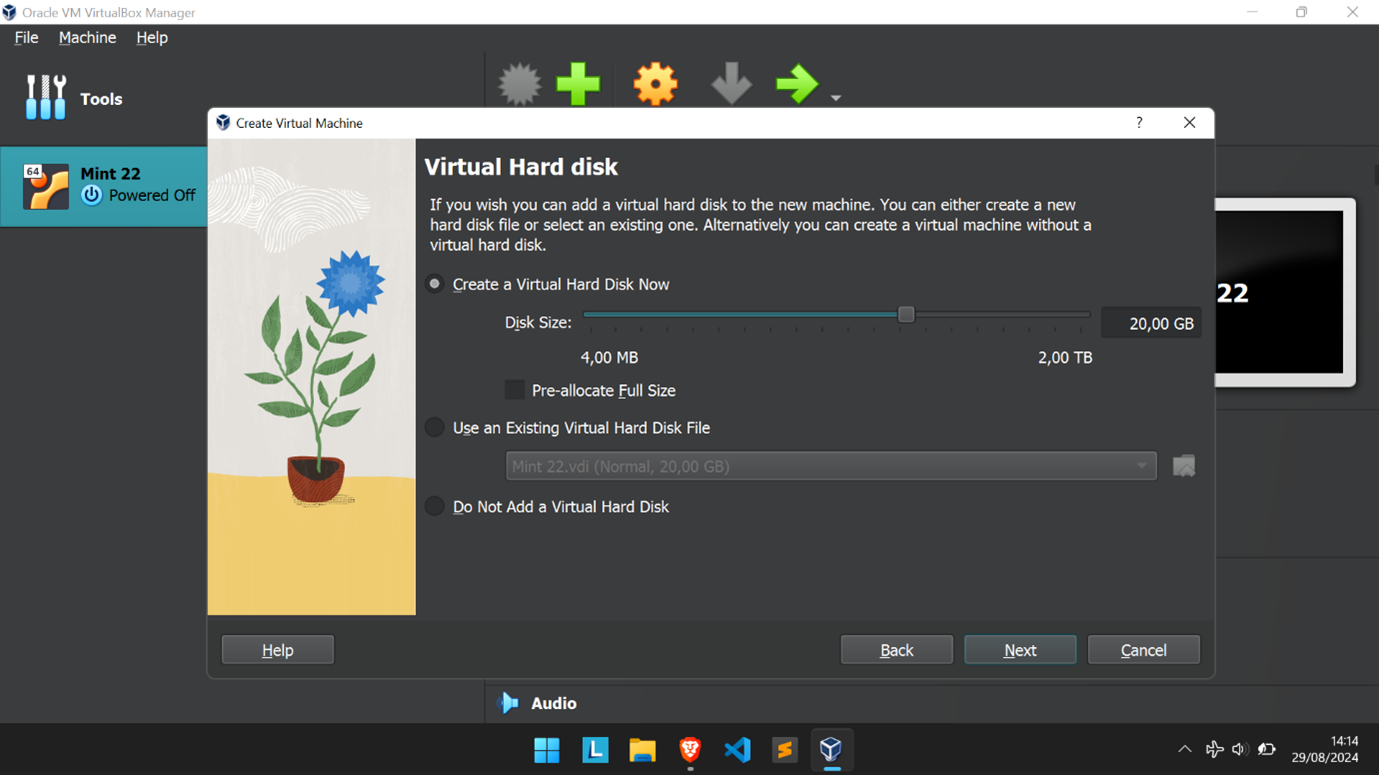 Oracle VM VirtualBox Manager
File Machine Help
Tools
64
Mint 22
Powered Off
Create Virtual Machine
?
Virtual Hard disk
If you wish you can add a virtual hard disk to the new machine. You can either create a new
hard disk file or select an existing one. Alternatively you can create a virtual machine without a
virtual hard disk.
Create a Virtual Hard Disk Now
22
Disk Size:
20,00 GB
4,00 MB
2,00 TB
Pre-allocate Full Size
Use an Existing Virtual Hard Disk File
Mint 22.vdi (Normal, 20,00 GB)
Do Not Add a Virtual Hard Disk
Help
Back
Next
Cancel
Audio
L
14:14
29/08/2024